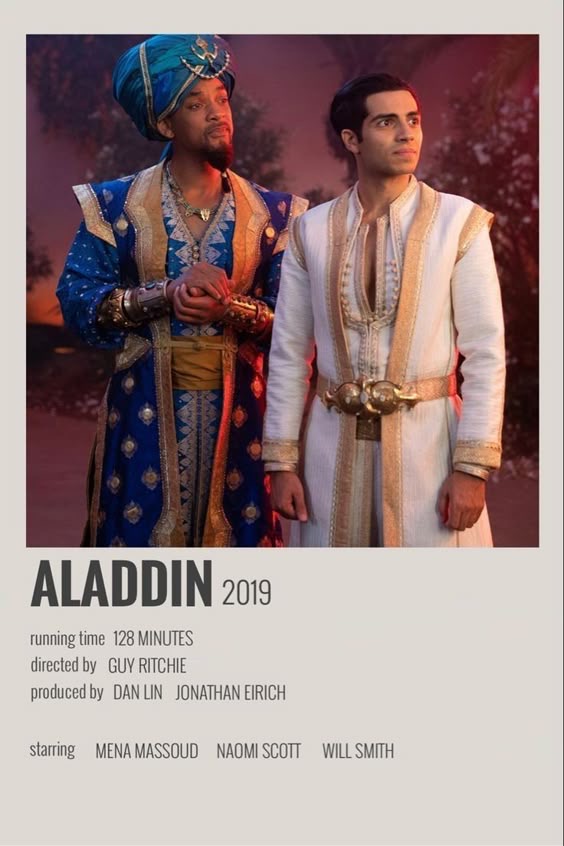 ALADDIN 2019
running time 128 MINUTES
directed by GUY RITCHIE
produced by DAN LIN JONATHAN EIRICH
starring MENA MASSOUD NAOMI SCOTT WILL SMITH